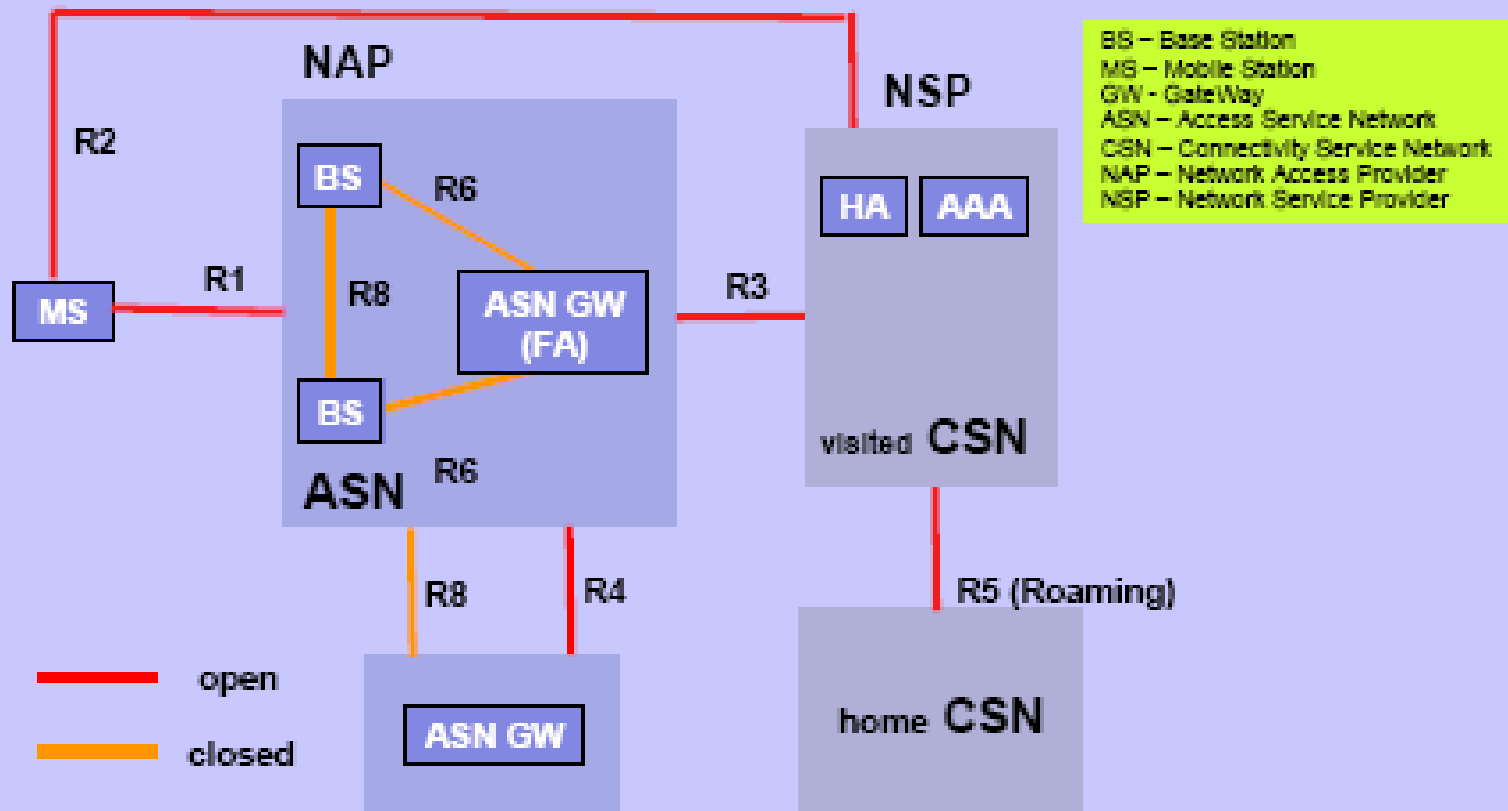 NAP
NSP
BS – Base Station
MS – Mobile Station
GW - GateWay
ASN – Access Service Network
CSN – Connectivity Service Network
NAP – Network Access Provider
NSP – Network Service Provider
R2
BS
R6
HA
AAA
MS
R1
R8
ASN GW
(FA)
R3
BS
R6
ASN
visited CSN
R8
R4
R5 (Roaming)
open
closed
ASN GW
home CSN